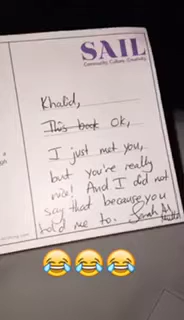 SAIL
Community. Culture. Creativity.
Khalid,
This book Ok,
I just met you,
but you're really
nice! And I did not
say that because you
told me to. Sarah